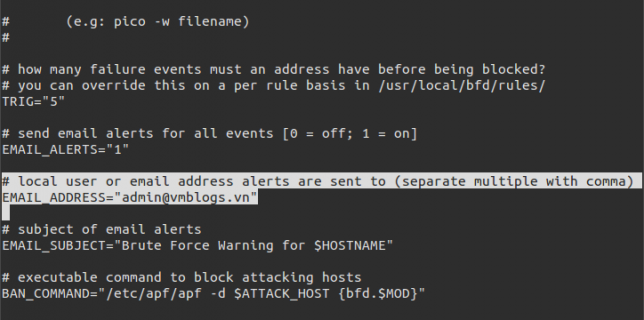 #       (e.g: pico -w filename)
#
# how many failure events must an address have before being blocked?
# you can override this on a per rule basis in /usr/local/bfd/rules/
TRIG="5"
# send email alerts for all events [0 = off; 1 = on]
EMAIL_ALERTS="1"
# local user or email address alerts are sent to (separate multiple with comma)
EMAIL_ADDRESS="admin@vmblogs.vn"
# subject of email alerts
EMAIL_SUBJECT="Brute Force Warning for $HOSTNAME"
# executable command to block attacking hosts
BAN_COMMAND="/etc/apf/apf -d $ATTACK_HOST {bfd.$MOD}"